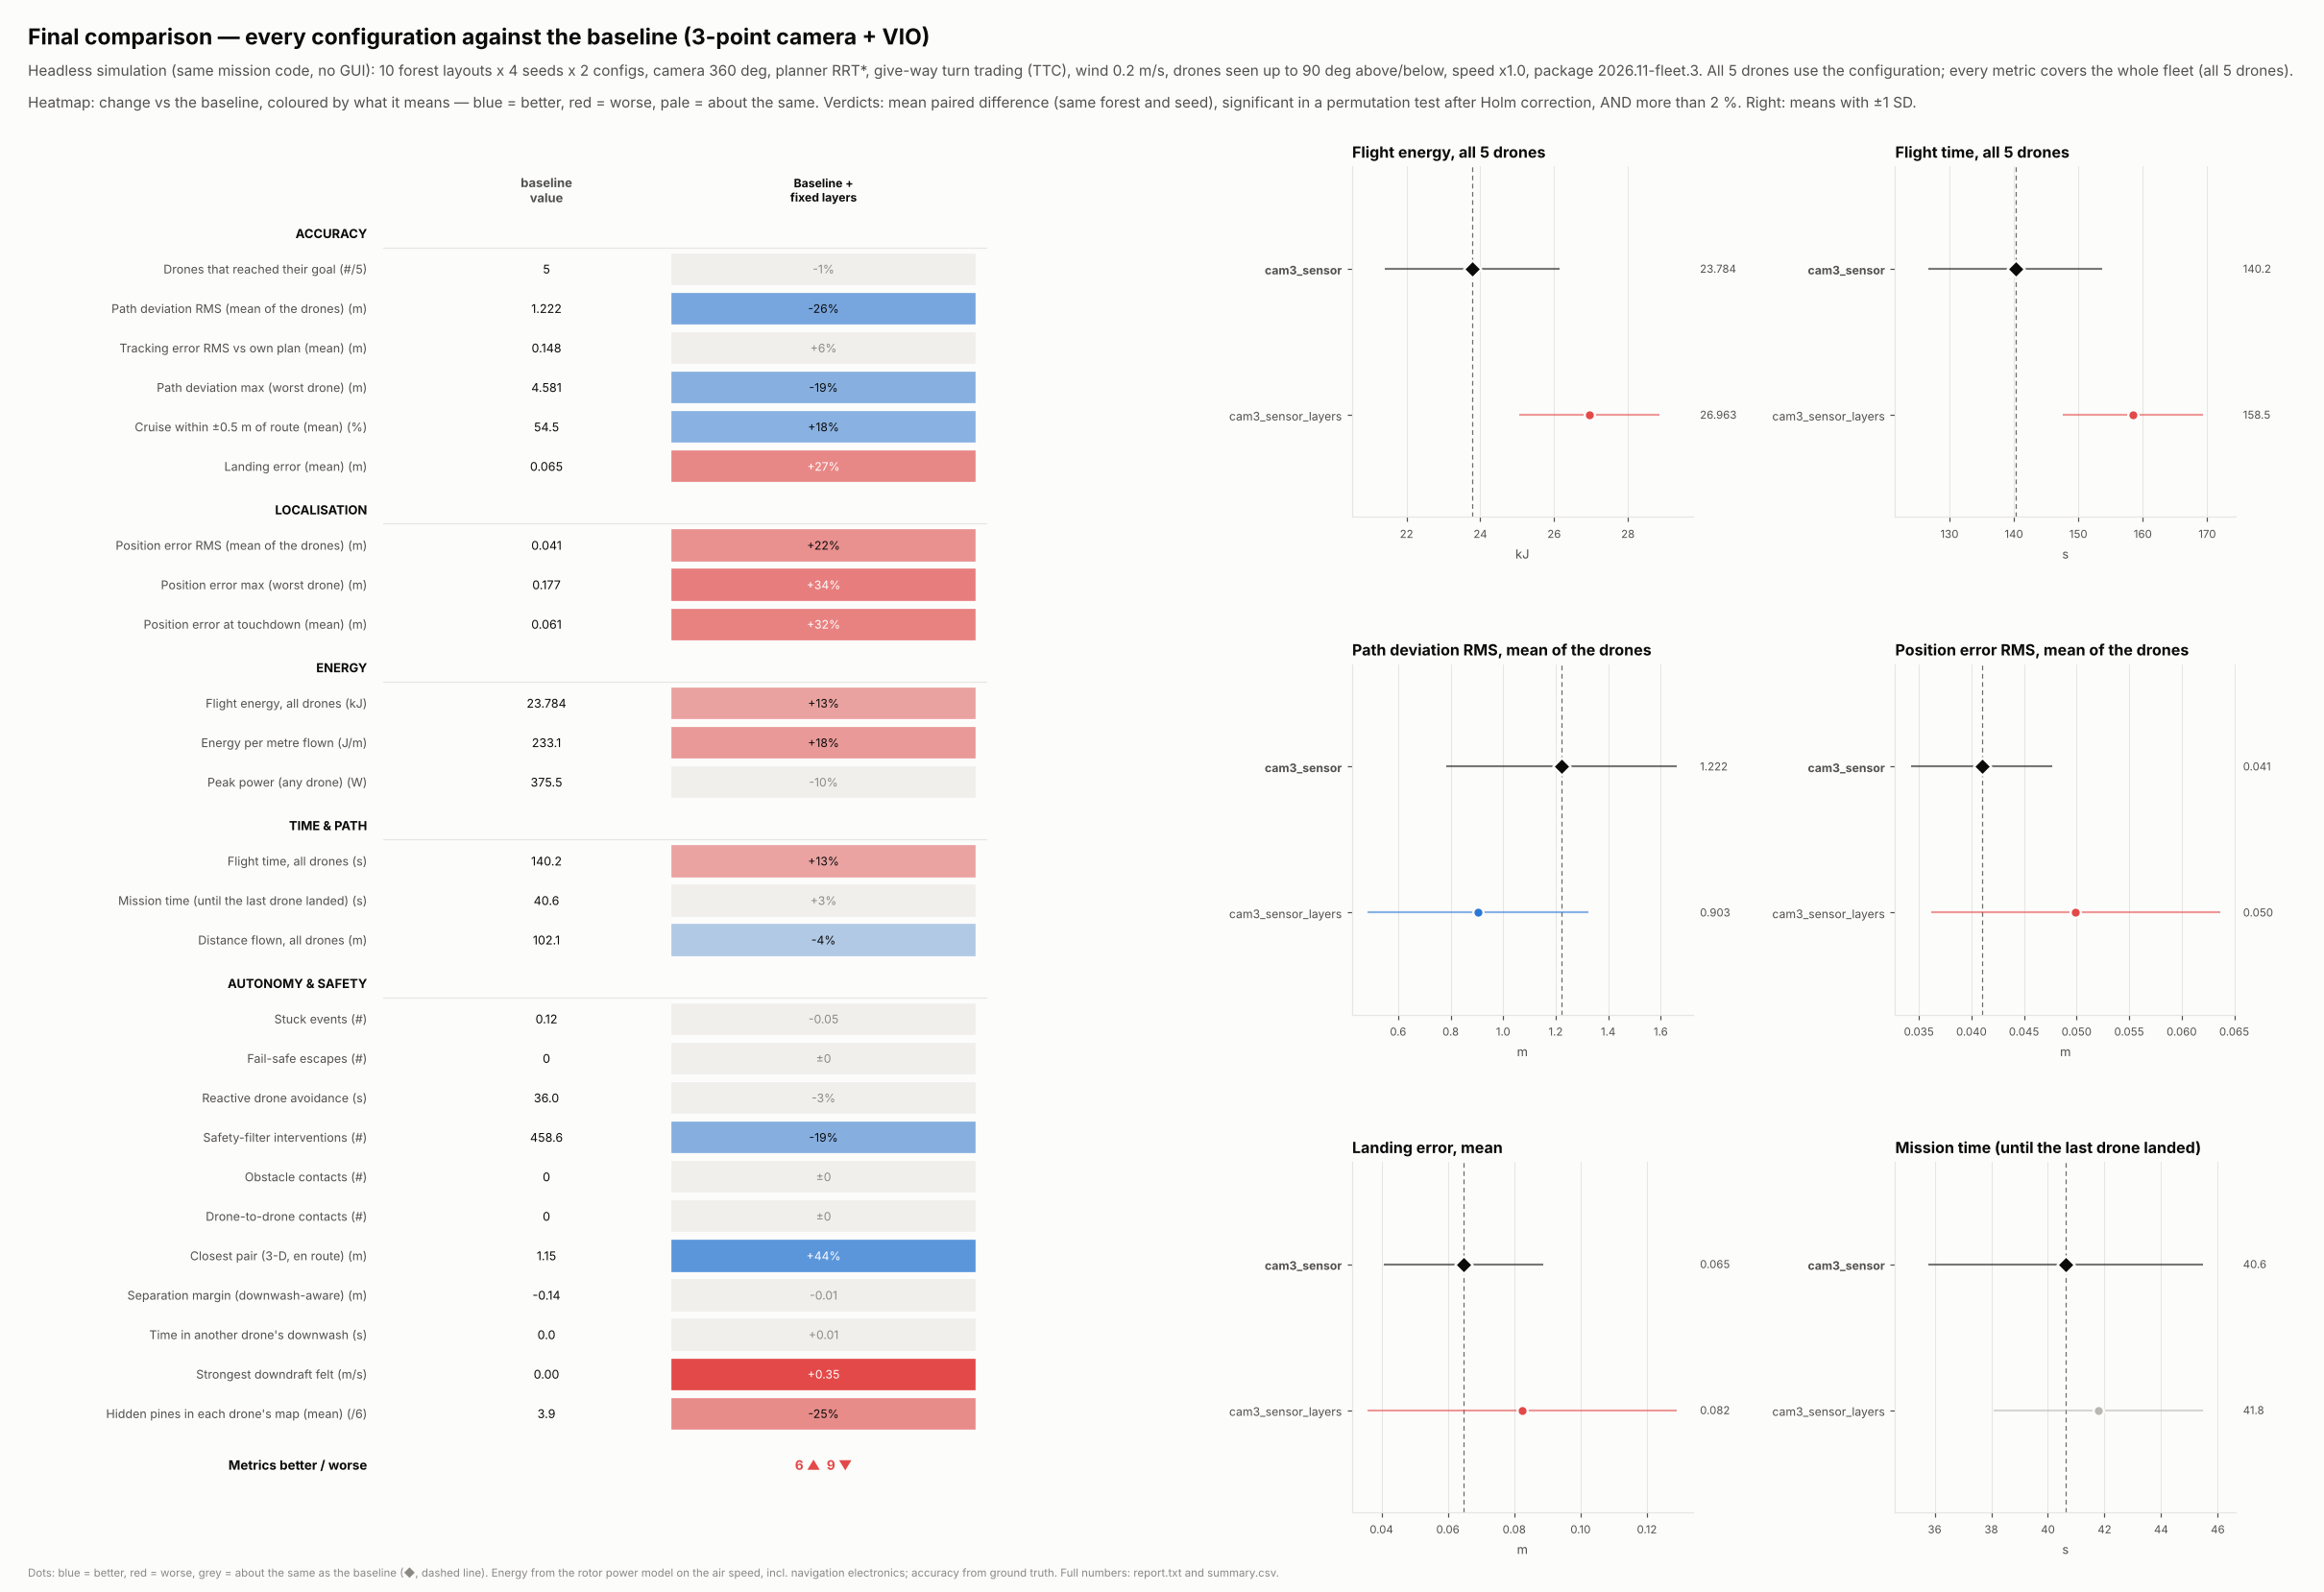 Final comparison — every configuration against the baseline (3-point camera + VIO)
Headless simulation (same mission code, no GUI): 10 forest layouts x 4 seeds x 2 configs, camera 360 deg, planner RRT*, give-way turn trading (TTC), wind 0.2 m/s, drones seen up to 90 deg above/below, speed x1.0, package 2026.11-fleet.3. All 5 drones use the configuration; every metric covers the whole fleet (all 5 drones).
Heatmap: change vs the baseline, coloured by what it means — blue = better, red = worse, pale = about the same. Verdicts: mean paired difference (same forest and seed), significant in a permutation test after Holm correction, AND more than 2 %. Right: means with ±1 SD.
baseline value
Baseline + fixed layers
ACCURACY
Drones that reached their goal (#/5) 5 -1%
Path deviation RMS (mean of the drones) (m) 1.222 -26%
Tracking error RMS vs own plan (mean) (m) 0.148 +6%
Path deviation max (worst drone) (m) 4.581 -19%
Cruise within ±0.5 m of route (mean) (%) 54.5 +18%
Landing error (mean) (m) 0.065 +27%
LOCALISATION
Position error RMS (mean of the drones) (m) 0.041 +22%
Position error max (worst drone) (m) 0.177 +34%
Position error at touchdown (mean) (m) 0.061 +32%
ENERGY
Flight energy, all drones (kJ) 23.784 +13%
Energy per metre flown (J/m) 233.1 +18%
Peak power (any drone) (W) 375.5 -10%
TIME & PATH
Flight time, all drones (s) 140.2 +13%
Mission time (until the last drone landed) (s) 40.6 +3%
Distance flown, all drones (m) 102.1 -4%
AUTONOMY & SAFETY
Stuck events (#) 0.12 -0.05
Fail-safe escapes (#) 0 ±0
Reactive drone avoidance (s) 36.0 -3%
Safety-filter interventions (#) 458.6 -19%
Obstacle contacts (#) 0 ±0
Drone-to-drone contacts (#) 0 ±0
Closest pair (3-D, en route) (m) 1.15 +44%
Separation margin (downwash-aware) (m) -0.14 -0.01
Time in another drone's downwash (s) 0.0 +0.01
Strongest downdraft felt (m/s) 0.00 +0.35
Hidden pines in each drone's map (mean) (/6) 3.9 -25%
Metrics better / worse 6 ▲ 9 ▼
Flight energy, all 5 drones
cam3_sensor 23.784
cam3_sensor_layers 26.963
22 24 26 28
kJ
Flight time, all 5 drones
cam3_sensor 140.2
cam3_sensor_layers 158.5
130 140 150 160 170
s
Path deviation RMS, mean of the drones
cam3_sensor 1.222
cam3_sensor_layers 0.903
0.6 0.8 1.0 1.2 1.4 1.6
m
Position error RMS, mean of the drones
cam3_sensor 0.041
cam3_sensor_layers 0.050
0.035 0.040 0.045 0.050 0.055 0.060 0.065
m
Landing error, mean
cam3_sensor 0.065
cam3_sensor_layers 0.082
0.04 0.06 0.08 0.10 0.12
m
Mission time (until the last drone landed)
cam3_sensor 40.6
cam3_sensor_layers 41.8
36 38 40 42 44 46
s
Dots: blue = better, red = worse, grey = about the same as the baseline (◆, dashed line). Energy from the rotor power model on the air speed, incl. navigation electronics; accuracy from ground truth. Full numbers: report.txt and summary.csv.